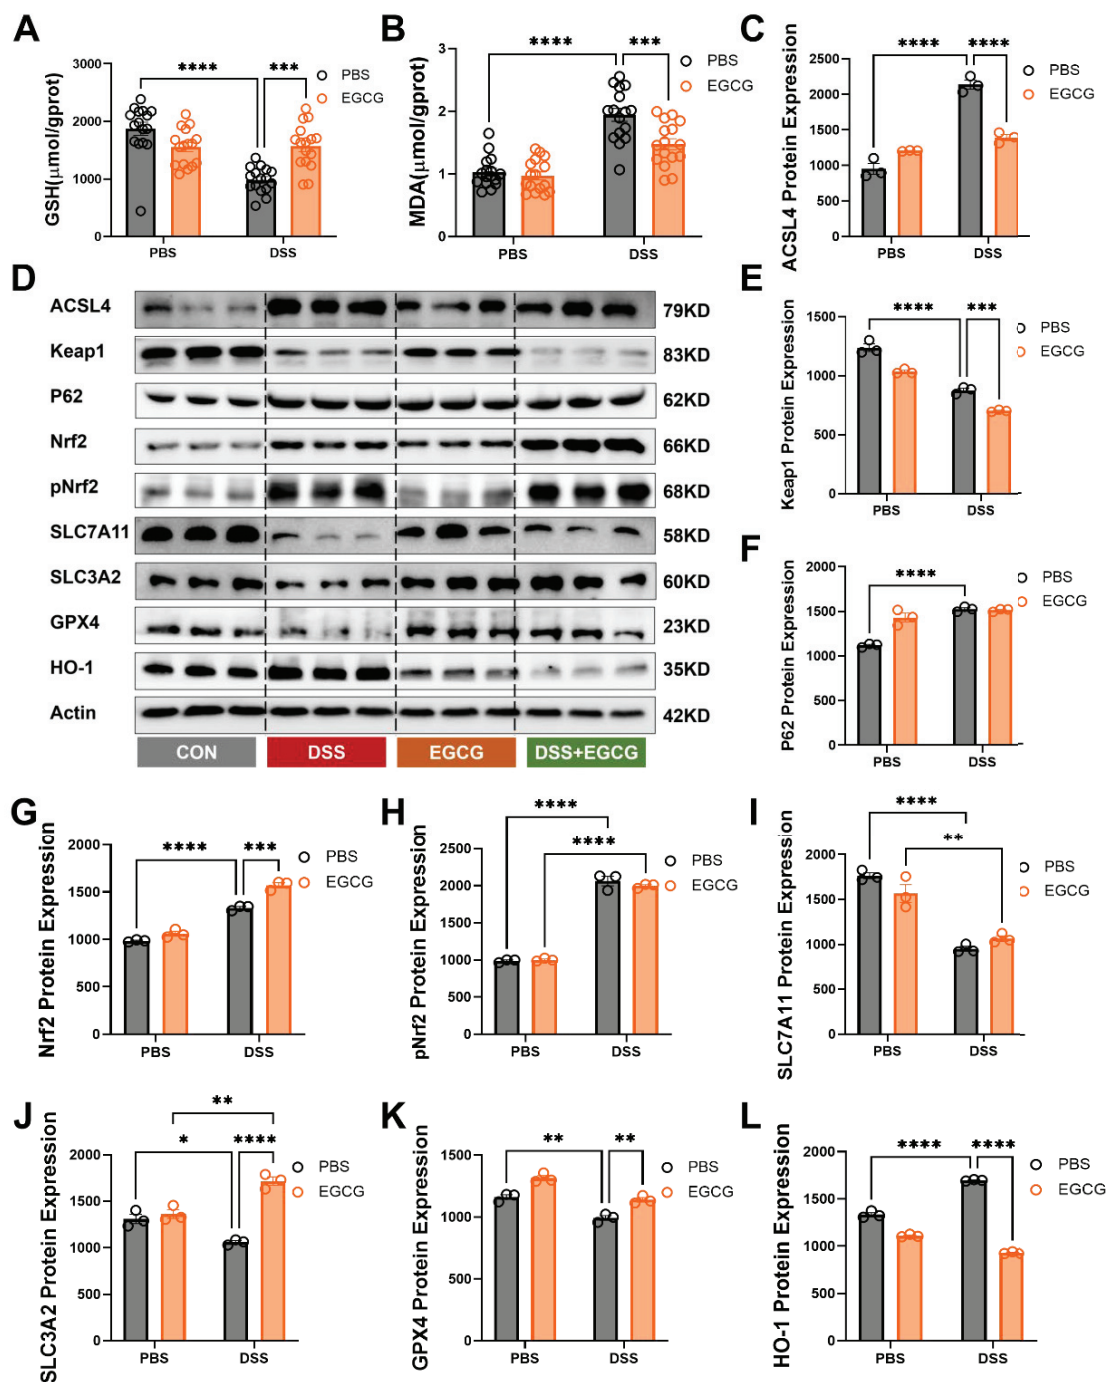 A
GSH(μmol/gprot)
3000
2000
1000
0
**** ***
PBS
EGCG
PBS DSS
B
MDA(μmol/gprot)
3
2
1
0
**** ***
PBS
EGCG
PBS DSS
C
ACSL4 Protein Expression
2500
2000
1500
1000
500
0
**** ****
PBS
EGCG
PBS DSS
D
ACSL4 79KD
Keap1 83KD
P62 62KD
Nrf2 66KD
pNrf2 68KD
SLC7A11 58KD
SLC3A2 60KD
GPX4 23KD
HO-1 35KD
Actin 42KD
CON DSS EGCG DSS+EGCG
E
Keap1 Protein Expression
1500
1000
500
0
**** ***
PBS
EGCG
PBS DSS
F
P62 Protein Expression
2000
1500
1000
500
0
****
PBS
EGCG
PBS DSS
G
Nrf2 Protein Expression
2000
1500
1000
500
0
**** ***
PBS
EGCG
PBS DSS
H
pNrf2 Protein Expression
2500
2000
1500
1000
500
0
****
****
PBS
EGCG
PBS DSS
I
SLC7A11 Protein Expression
2000
1500
1000
500
0
****
**
PBS
EGCG
PBS DSS
J
SLC3A2 Protein Expression
2000
1500
1000
500
0
**
* ****
PBS
EGCG
PBS DSS
K
GPX4 Protein Expression
1500
1000
500
0
** **
PBS
EGCG
PBS DSS
L
HO-1 Protein Expression
2000
1500
1000
500
0
**** ****
PBS
EGCG
PBS DSS